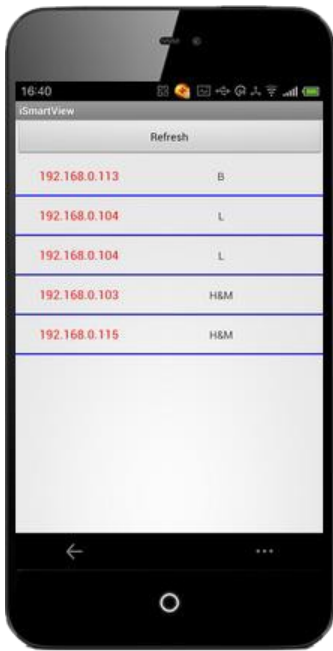 16:40
iSmartView
Refresh
192.168.0.113 B
192.168.0.104 L
192.168.0.104 L
192.168.0.103 H&M
192.168.0.115 H&M